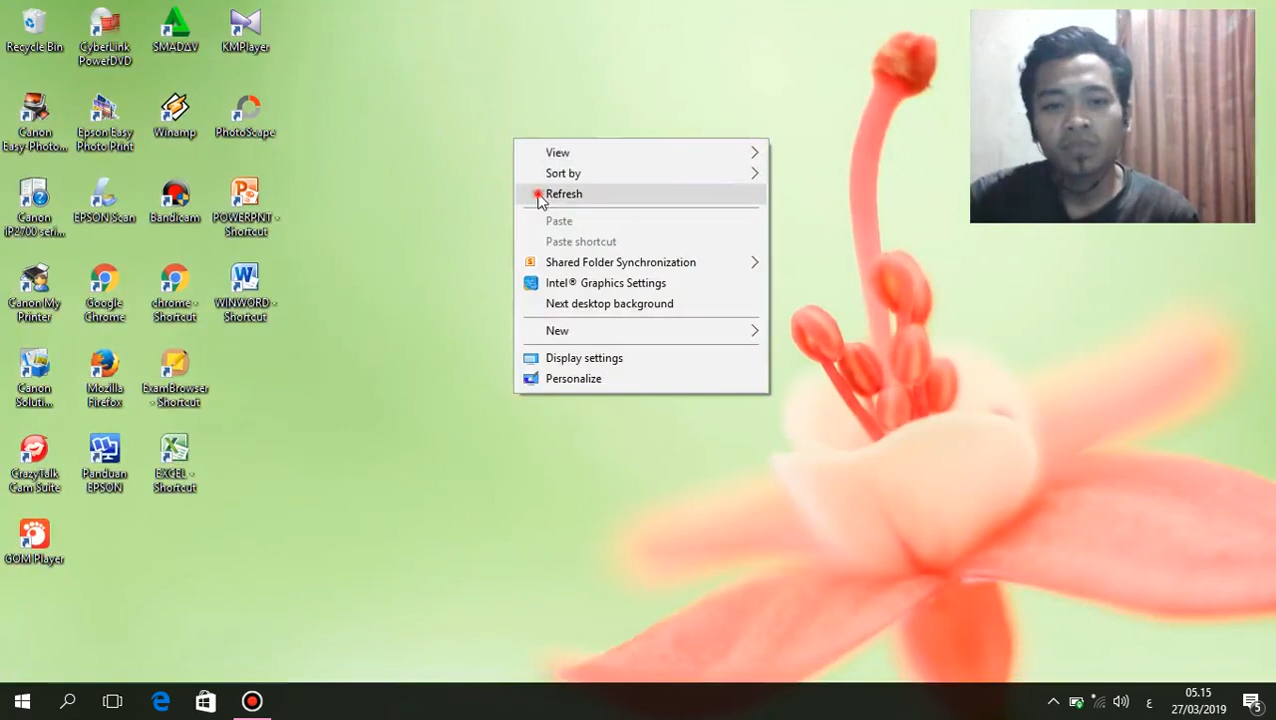 Recycle Bin
CyberLink
PowerDVD
SMADAV
KMPlayer
Canon
Easy-Photo...
Epson Easy
Photo Print
Winamp
PhotoScape
Canon
iP2700 seri...
EPSON Scan
Bandicam
POWERPNT -
Shortcut
Canon My
Printer
Google
Chrome
chrome -
Shortcut
WINWORD -
Shortcut
Canon
Soluti...
Mozilla
Firefox
ExamBrowser
- Shortcut
CrazyTalk
Cam Suite
Panduan
EPSON
EXCEL -
Shortcut
GOM Player
View
Sort by
Refresh
Paste
Paste shortcut
Shared Folder Synchronization
Intel® Graphics Settings
Next desktop background
New
Display settings
Personalize
ع
05.15
27/03/2019
5